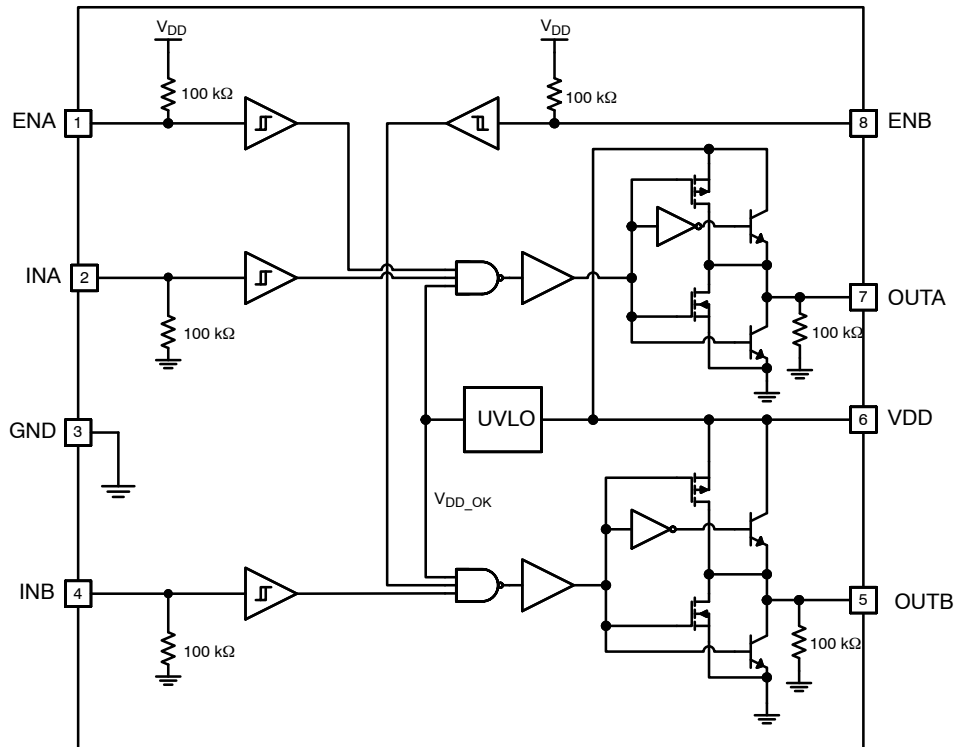 VDD
VDD
100 kΩ
100 kΩ
ENA
1
8
ENB
INA
2
7
OUTA
100 kΩ
100 kΩ
GND
3
UVLO
6
VDD
VDD_OK
INB
4
5
OUTB
100 kΩ
100 kΩ